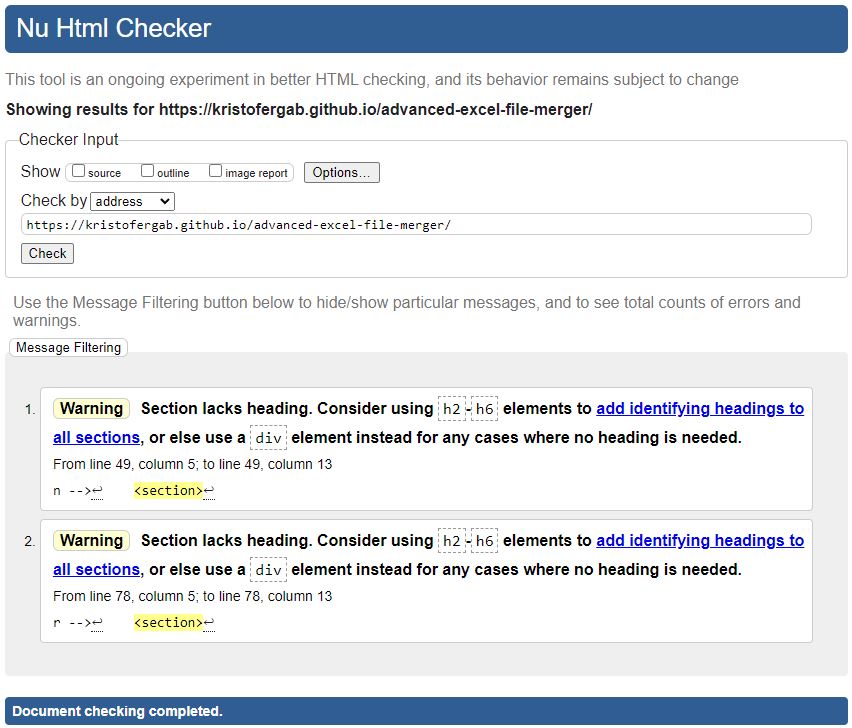 Nu Html Checker
This tool is an ongoing experiment in better HTML checking, and its behavior remains subject to change
Showing results for https://kristofergab.github.io/advanced-excel-file-merger/
Checker Input
Show source outline image report Options...
Check by address
https://kristofergab.github.io/advanced-excel-file-merger/
Check
Use the Message Filtering button below to hide/show particular messages, and to see total counts of errors and
warnings.
Message Filtering
1. Warning Section lacks heading. Consider using h2-h6 elements to add identifying headings to
all sections, or else use a div element instead for any cases where no heading is needed.
From line 49, column 5; to line 49, column 13
n -->↩ <section>↩
2. Warning Section lacks heading. Consider using h2-h6 elements to add identifying headings to
all sections, or else use a div element instead for any cases where no heading is needed.
From line 78, column 5; to line 78, column 13
r -->↩ <section>↩
Document checking completed.